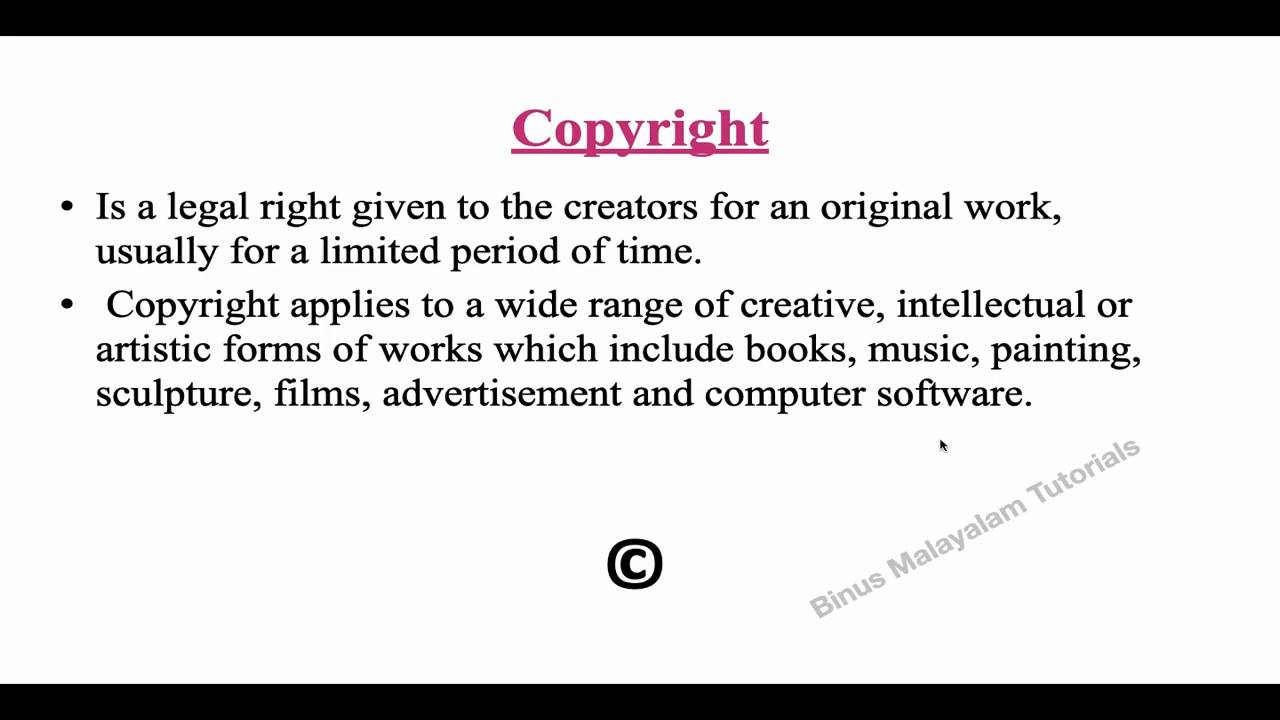 Copyright
• Is a legal right given to the creators for an original work,
usually for a limited period of time.
• Copyright applies to a wide range of creative, intellectual or
artistic forms of works which include books, music, painting,
sculpture, films, advertisement and computer software.
©
Binus Malayalam Tutorials